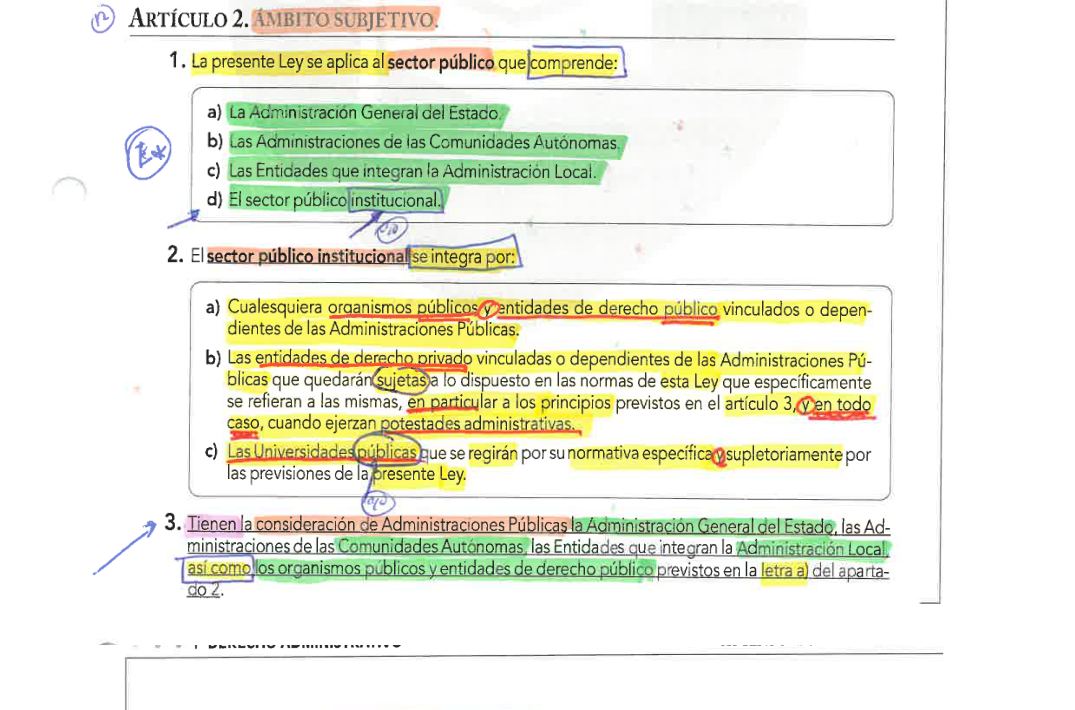 ARTÍCULO 2. ÁMBITO SUBJETIVO.
1. La presente Ley se aplica al sector público que comprende:
a) La Administración General del Estado.
b) Las Administraciones de las Comunidades Autónomas.
c) Las Entidades que integran la Administración Local.
d) El sector público institucional.
2. El sector público institucional se integra por:
a) Cualesquiera organismos públicos y entidades de derecho público vinculados o depen-
dientes de las Administraciones Públicas.
b) Las entidades de derecho privado vinculadas o dependientes de las Administraciones Pú-
blicas que quedarán sujetas a lo dispuesto en las normas de esta Ley que específicamente
se refieran a las mismas, en particular a los principios previstos en el artículo 3, y en todo
caso, cuando ejerzan potestades administrativas.
c) Las Universidades públicas que se regirán por su normativa específica y supletoriamente por
las previsiones de la presente Ley.
3. Tienen la consideración de Administraciones Públicas la Administración General del Estado, las Ad-
ministraciones de las Comunidades Autónomas, las Entidades que integran la Administración Local,
así como los organismos públicos y entidades de derecho público previstos en la letra a) del aparta-
do 2.